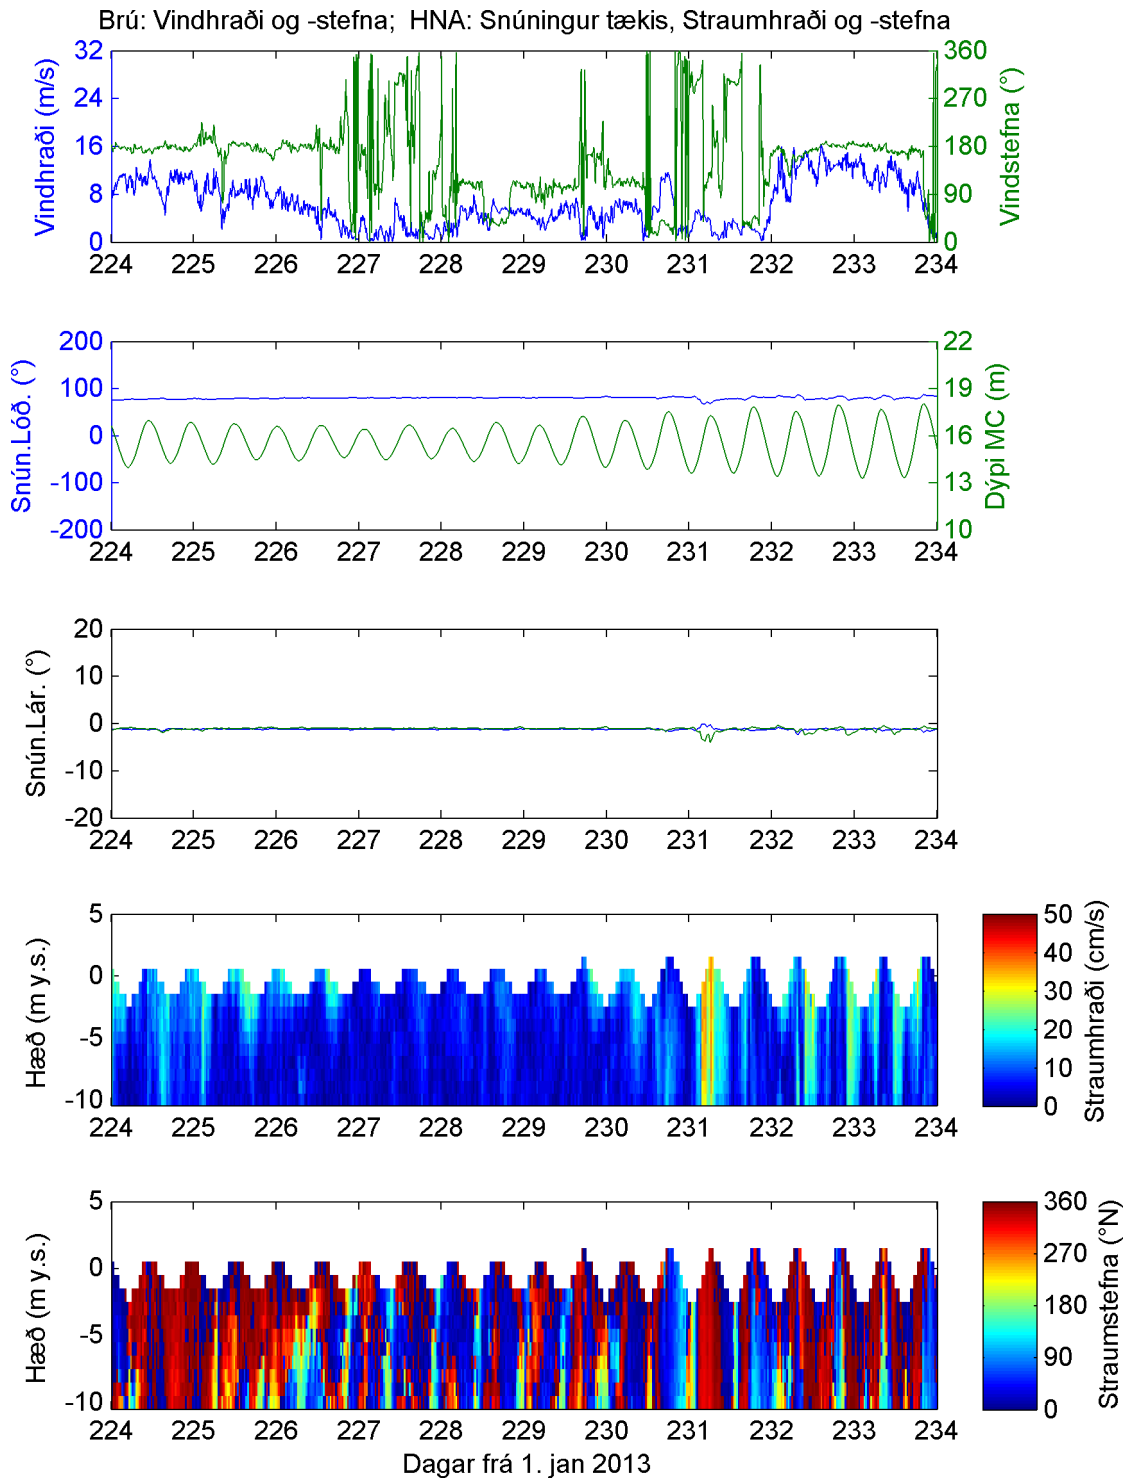 Brú: Vindhraði og -stefna; HNA: Snúningur tækis, Straumhraði og -stefna
Vindhraði (m/s)
32
24
16
8
0
360
270
180
90
0
Vindstefna (°)
224 225 226 227 228 229 230 231 232 233 234
Snún.Lóð. (°)
200
100
0
-100
-200
22
19
16
13
10
Dýpi MC (m)
224 225 226 227 228 229 230 231 232 233 234
Snún.Lár. (°)
20
10
0
-10
-20
224 225 226 227 228 229 230 231 232 233 234
Hæð (m y.s.)
5
0
-5
-10
224 225 226 227 228 229 230 231 232 233 234
50
40
30
20
10
0
Straumhraði (cm/s)
Hæð (m y.s.)
5
0
-5
-10
224 225 226 227 228 229 230 231 232 233 234
360
270
180
90
0
Straumstefna (°N)
Dagar frá 1. jan 2013